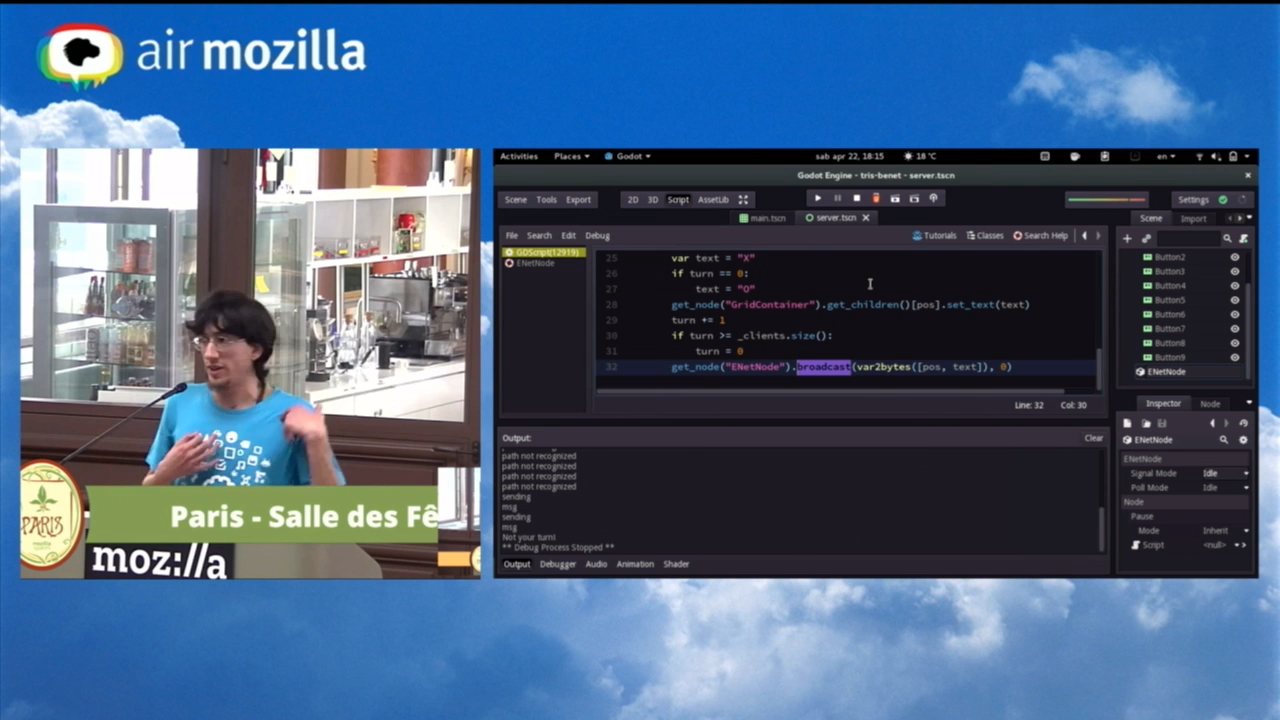 air mozilla
Activities Places Godot sab apr 22, 18:15 18 °C en
Godot Engine - tris-benet - server.tscn
Scene Tools Export 2D 3D Script AssetLib Settings
main.tscn server.tscn Scene Import
File Search Edit Debug Tutorials Classes Search Help
GDScript(12919)
ENetNode
25 var text = "X"
26 if turn == 0:
27 text = "O"
28 get_node("GridContainer").get_children()[pos].set_text(text)
29 turn += 1
30 if turn >= _clients.size():
31 turn = 0
32 get_node("ENetNode").broadcast(var2bytes([pos, text]), 0)
Line: 32 Col: 30
Button2
Button3
Button4
Button5
Button6
Button7
Button8
Button9
ENetNode
Inspector Node
ENetNode
ENetNode
Signal Mode Idle
Poll Mode Idle
Node
Pause
Mode Inherit
Script <null>
Output: Clear
path not recognized
path not recognized
path not recognized
path not recognized
sending
msg
sending
msg
Not your turn!
** Debug Process Stopped **
Output Debugger Audio Animation Shader
PARIS
mozilla
Paris - Salle des Fê
moz://a